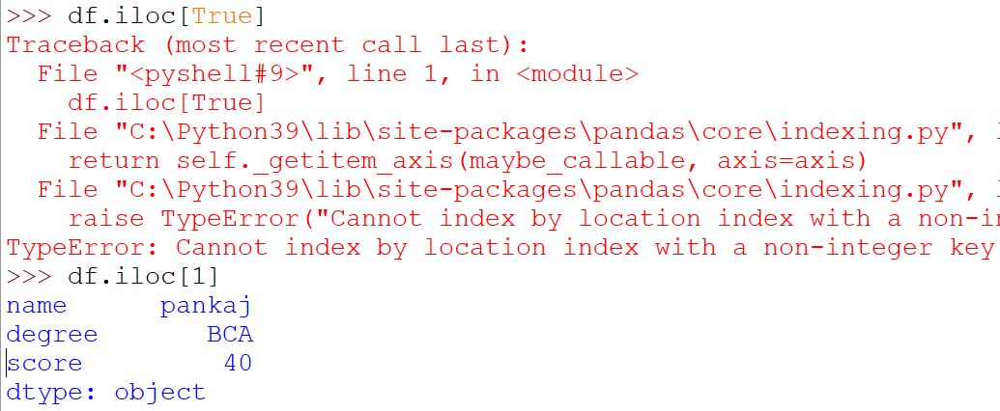 >>> df.iloc[True]
Traceback (most recent call last):
  File "<pyshell#9>", line 1, in <module>
    df.iloc[True]
  File "C:\Python39\lib\site-packages\pandas\core\indexing.py",
    return self._getitem_axis(maybe_callable, axis=axis)
  File "C:\Python39\lib\site-packages\pandas\core\indexing.py",
    raise TypeError("Cannot index by location index with a
TypeError: Cannot index by location index with a non-integer key
>>> df.iloc[1]
name      pankaj
degree       BCA
score         40
dtype: object